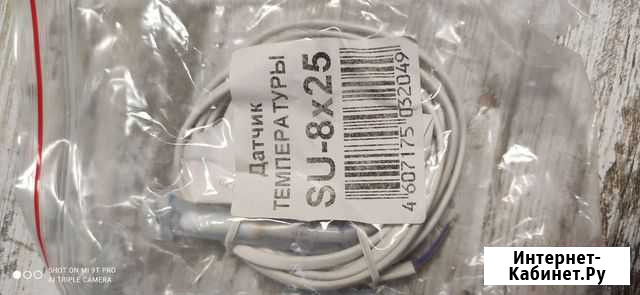 Датчик
ТЕМПЕРАТУРЫ
SU-8x25
4 607175 032049
SHOT ON MI 9T PRO
AI TRIPLE CAMERA
Интернет-
Кабинет.Ру